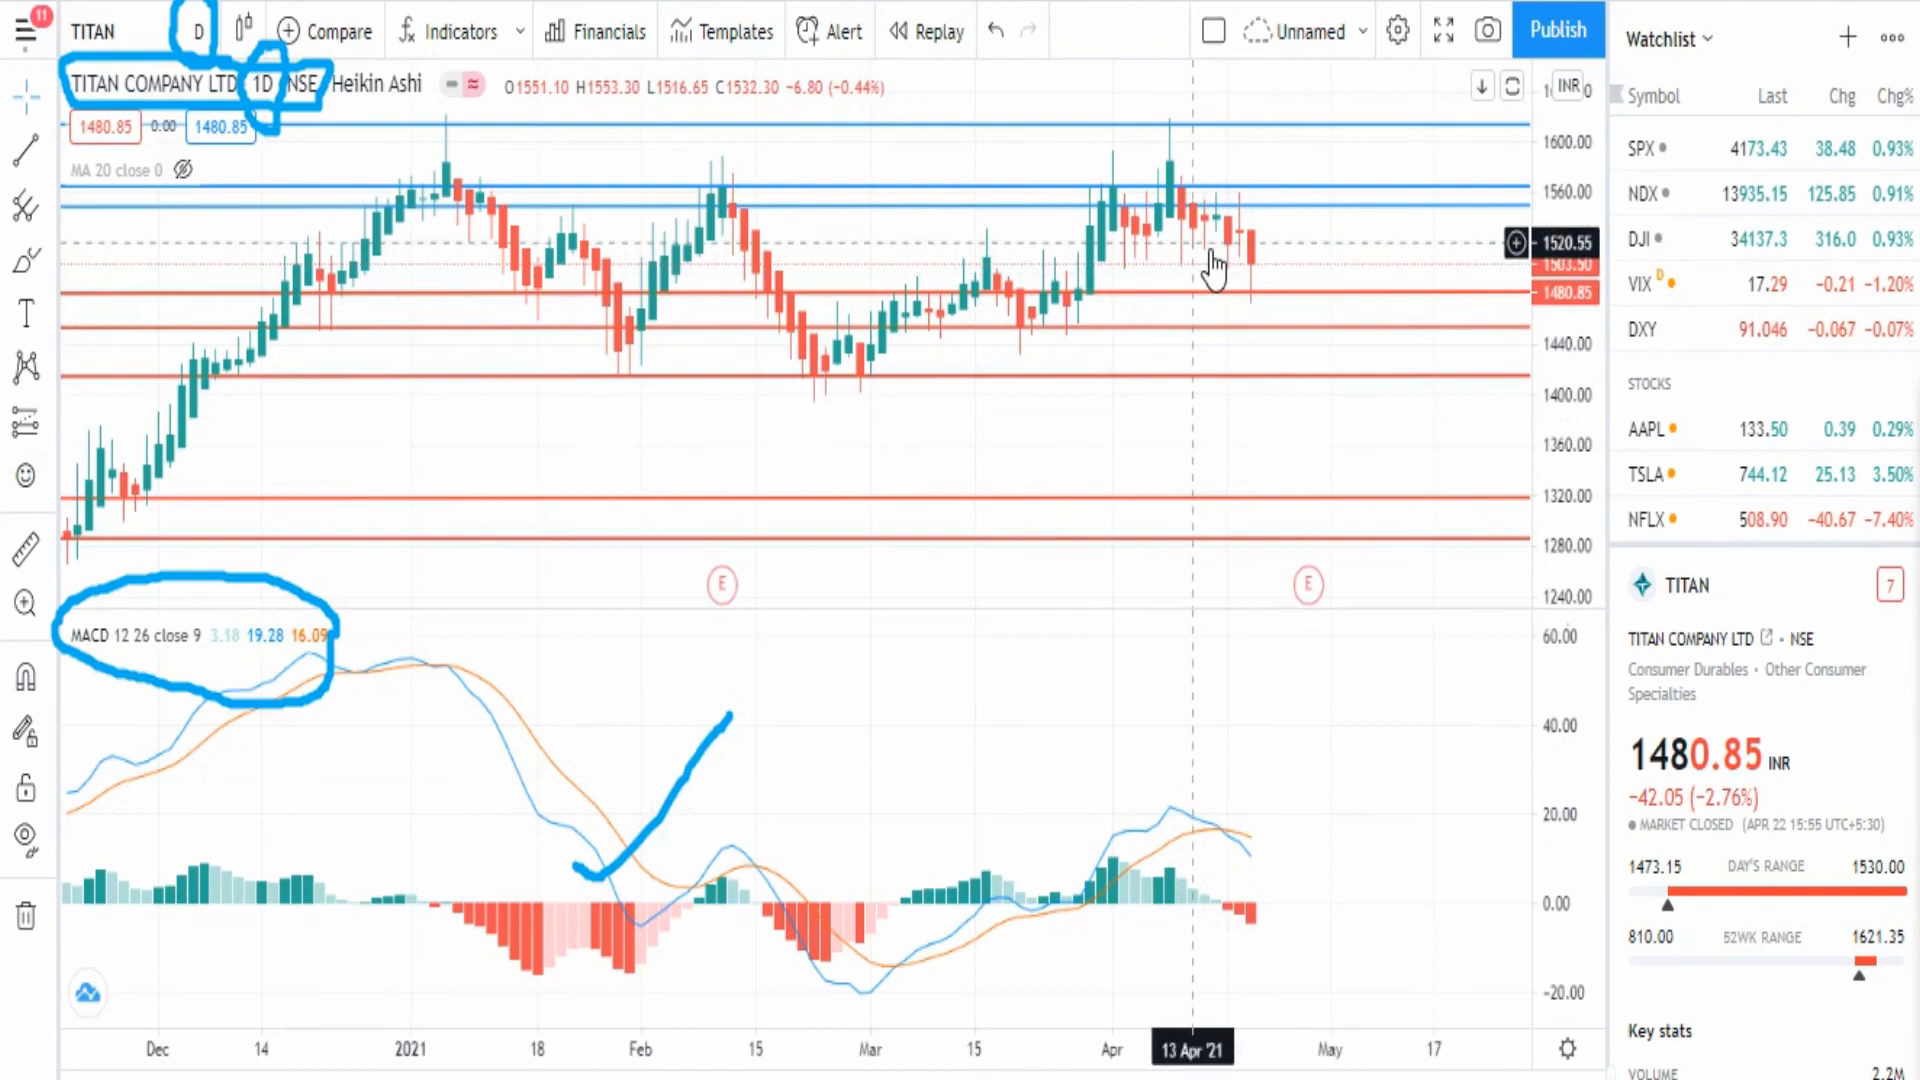 11
TITAN D Compare Indicators Financials Templates Alert Replay Unnamed Publish
TITAN COMPANY LTD 1D NSE Heikin Ashi O1551.10 H1553.30 L1516.65 C1532.30 −6.80 (−0.44%)
INR
1480.85 0.00 1480.85
MA 20 close 0
1600.00
1560.00
1520.55
1503.50
1480.85
1440.00
1400.00
1360.00
1320.00
1280.00
1240.00
E E
MACD 12 26 close 9 3.18 19.28 16.09
60.00
40.00
20.00
0.00
−20.00
Dec 14 2021 18 Feb 15 Mar 15 Apr 13 Apr '21 May 17
Watchlist
Symbol Last Chg Chg%
SPX 4173.43 38.48 0.93%
NDX 13935.15 125.85 0.91%
DJI 34137.3 316.0 0.93%
VIX D 17.29 −0.21 −1.20%
DXY 91.046 −0.067 −0.07%
STOCKS
AAPL 133.50 0.39 0.29%
TSLA 744.12 25.13 3.50%
NFLX 508.90 −40.67 −7.40%
TITAN 7
TITAN COMPANY LTD • NSE
Consumer Durables • Other Consumer
Specialties
1480.85 INR
−42.05 (−2.76%)
MARKET CLOSED (APR 22 15:55 UTC+5:30)
1473.15 DAY'S RANGE 1530.00
810.00 52WK RANGE 1621.35
Key stats
VOLUME 2.2M